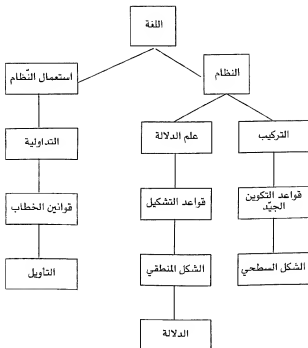 اللغة
استعمال النّظام
النظام
التداولية
علم الدلالة
التركيب
قوانين الخطاب
قواعد التشكيل
قواعد التكوين
الجيّد
التأويل
الشكل المنطقي
الشكل السطحي
الدلالة